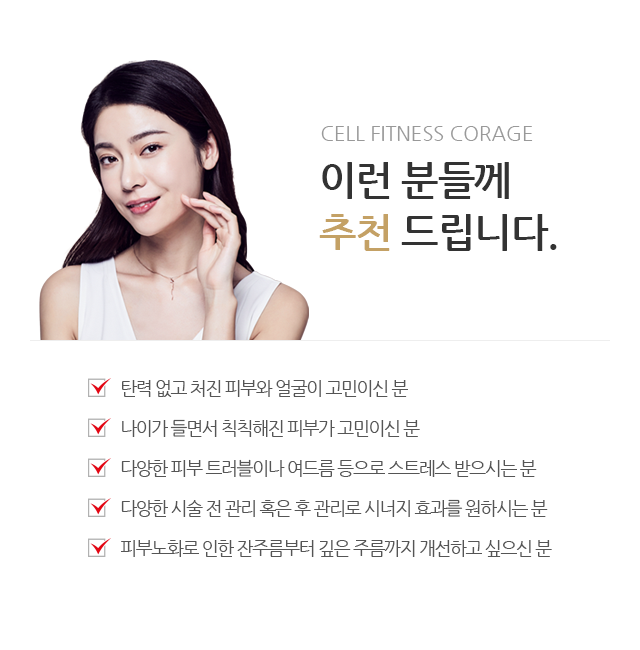 CELL FITNESS CORAGE
이런 분들께
추천 드립니다.
탄력 없고 처진 피부와 얼굴이 고민이신 분
나이가 들면서 칙칙해진 피부가 고민이신 분
다양한 피부 트러블이나 여드름 등으로 스트레스 받으시는 분
다양한 시술 전 관리 혹은 후 관리로 시너지 효과를 원하시는 분
피부노화로 인한 잔주름부터 깊은 주름까지 개선하고 싶으신 분